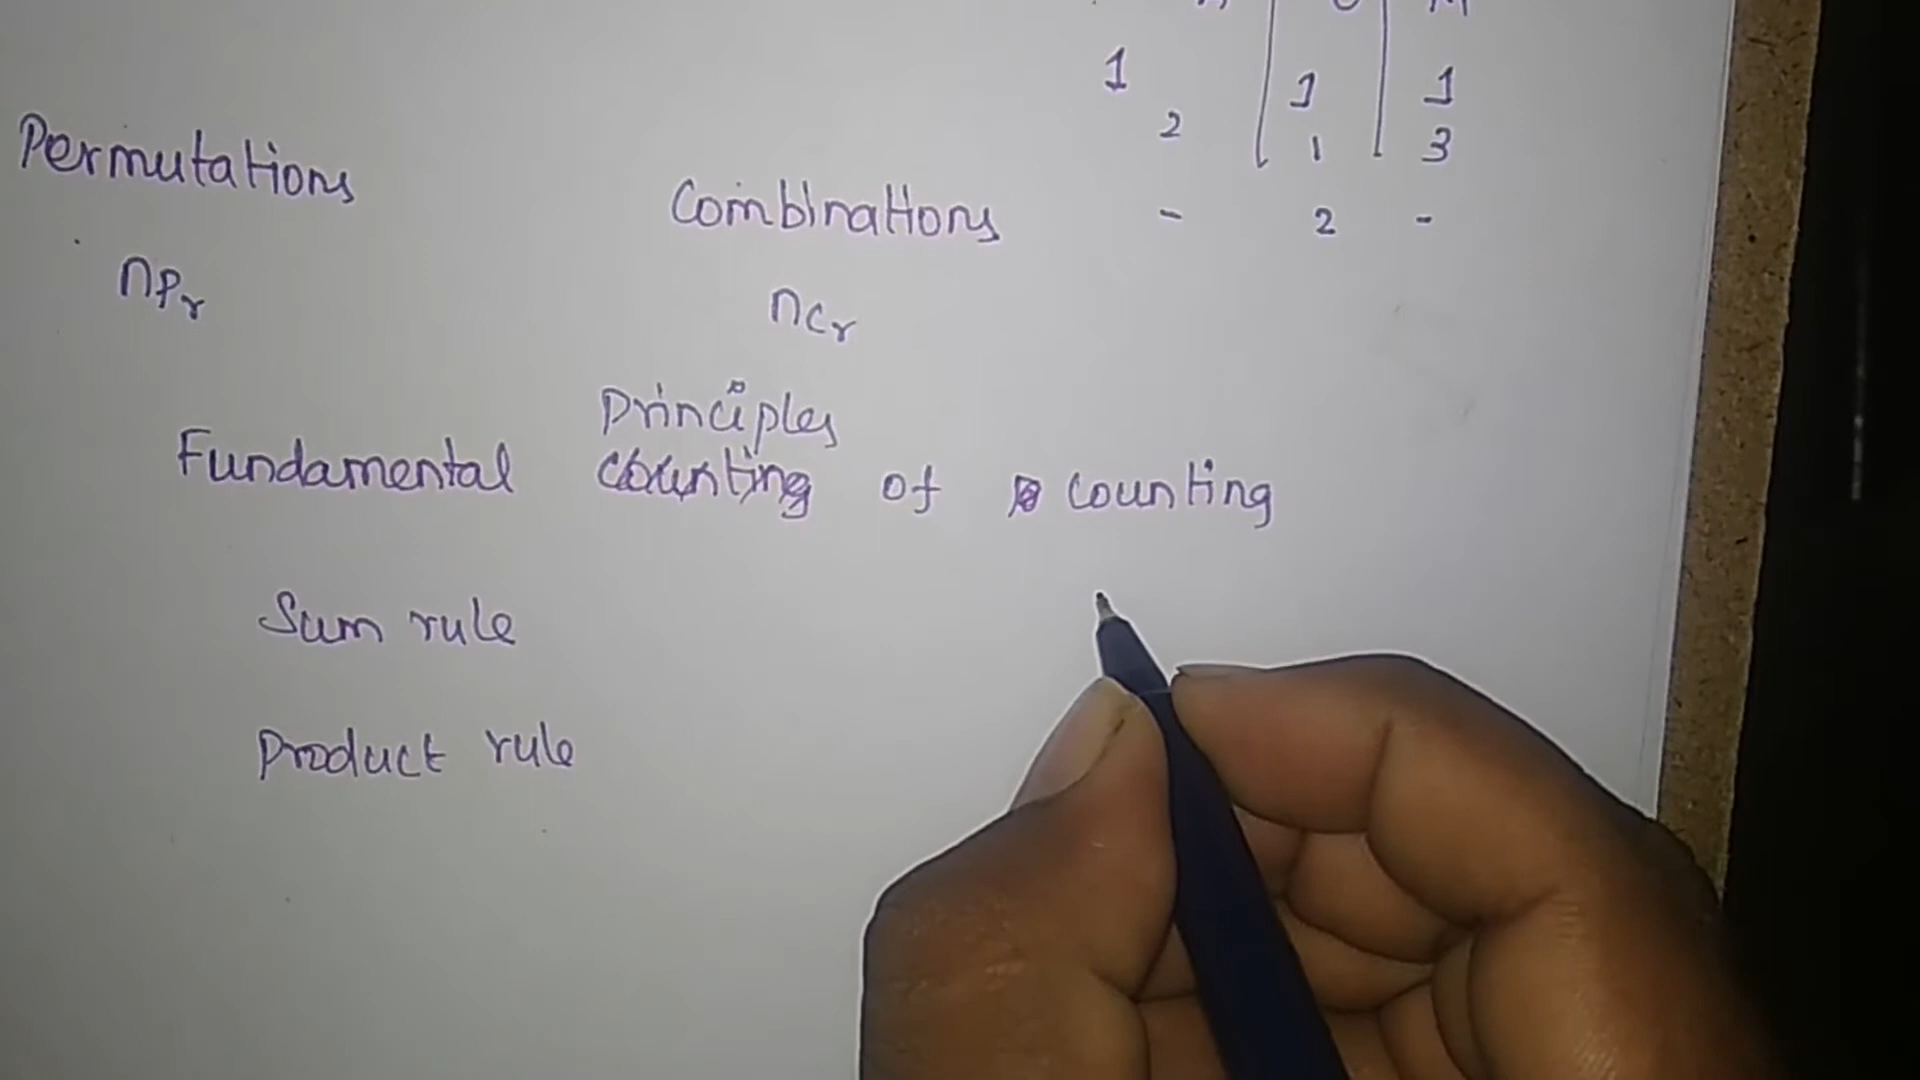 1 1 1
2 1 3
- 2 -
Permutations
Combinations
nPr
nCr
Principles
Fundamental counting of counting
Sum rule
Product rule